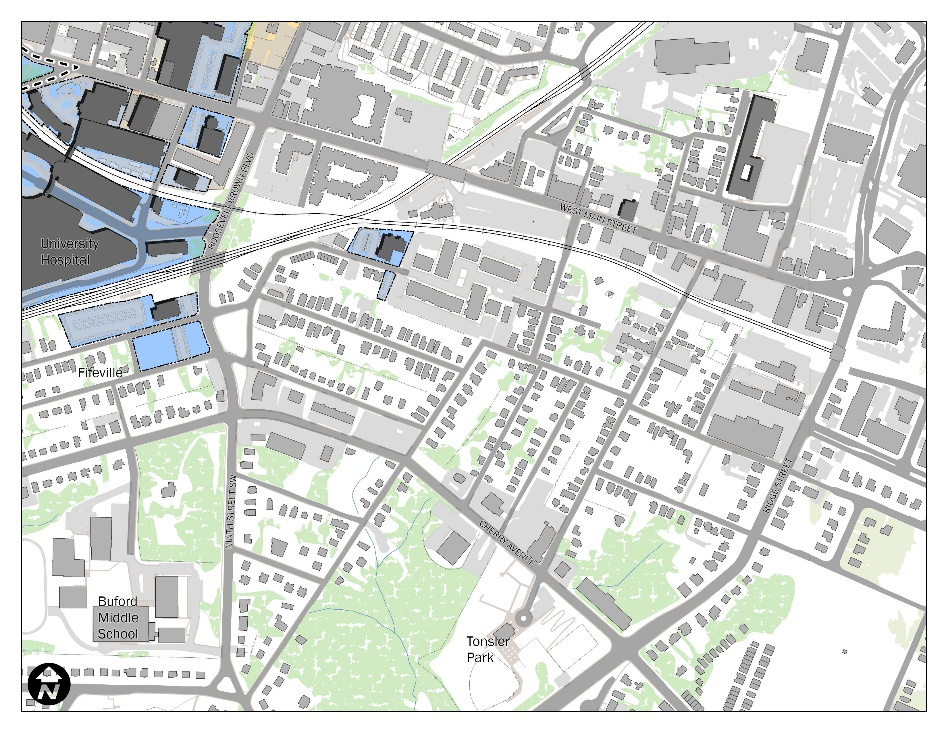 WEST MAIN STREET
University
Hospital
Fifeville
CHERRY AVENUE
RIDGE STREET
Buford
Middle
School
Tonsler
Park
N